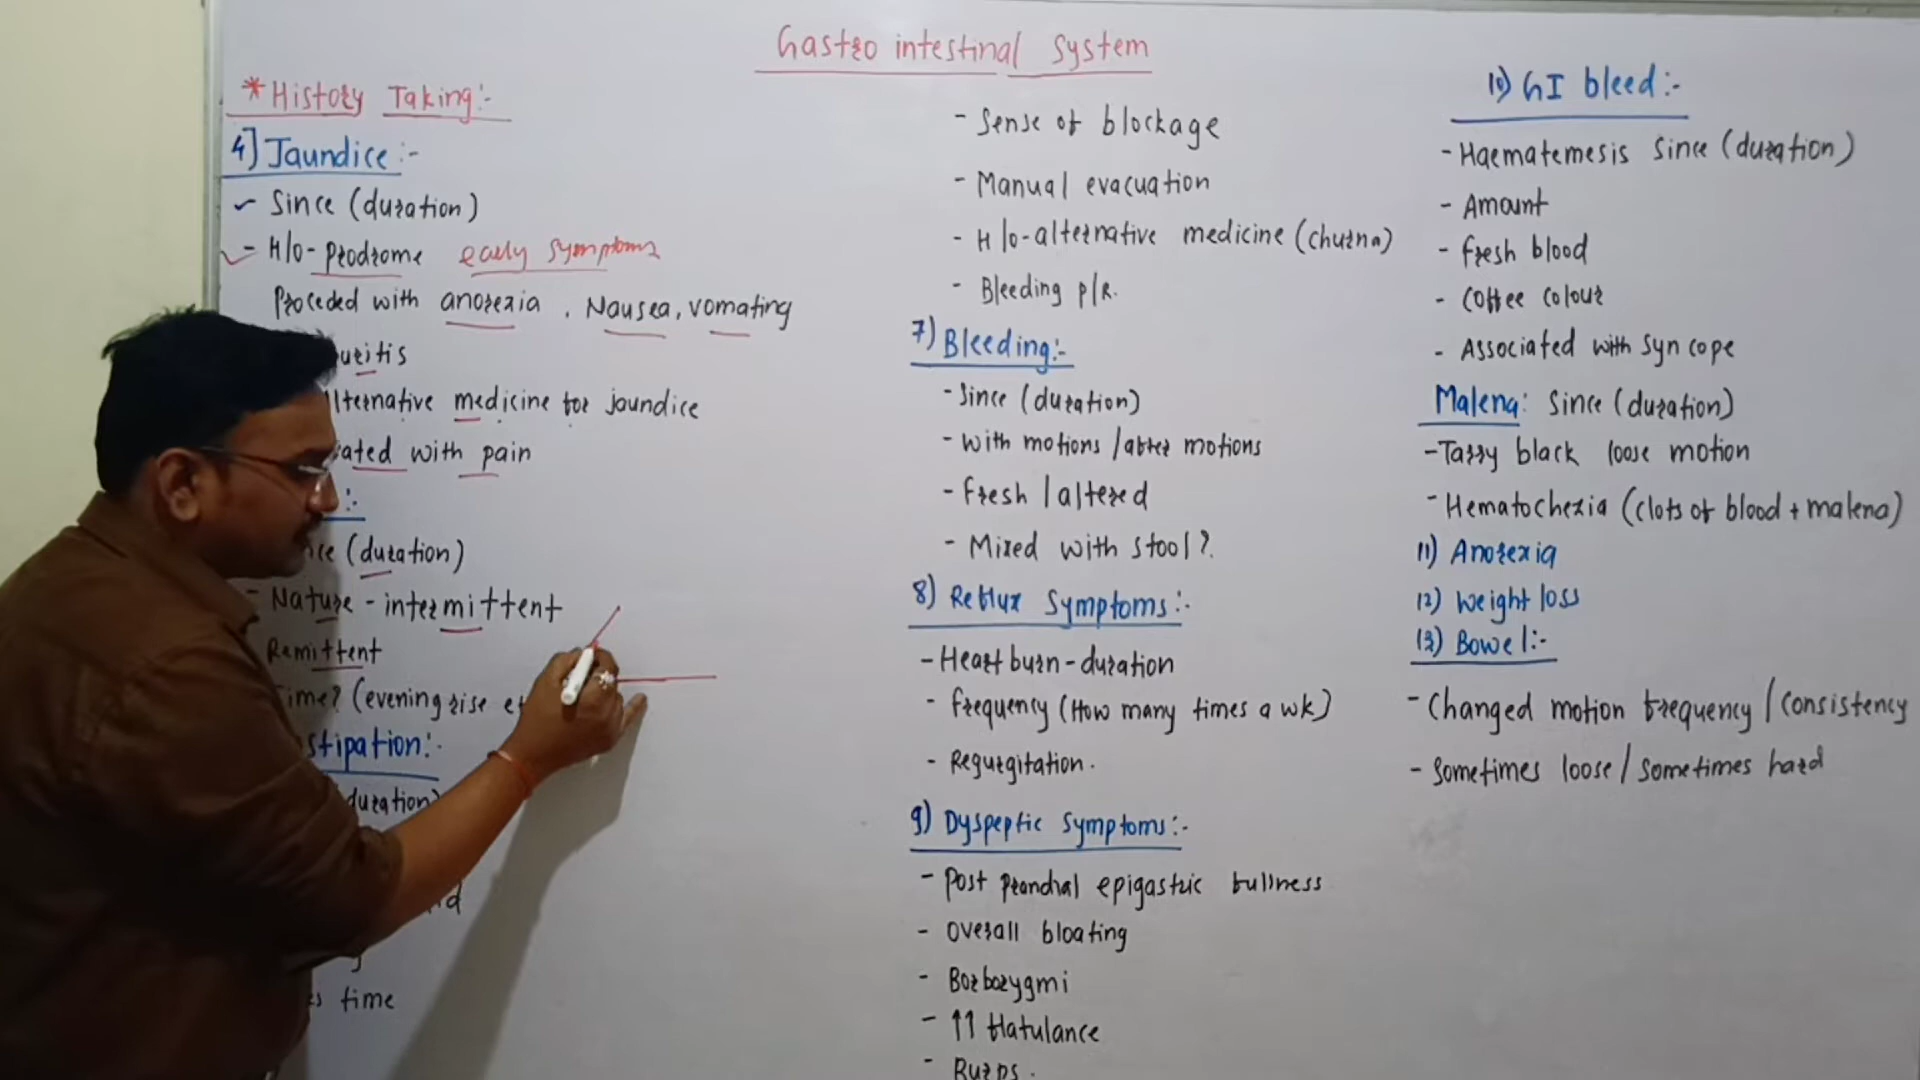 Gastro intestinal System
* History Taking:-
4] Jaundice:-
- Since (duration)
- H/o - Prodrome early symptoms
Proceded with anorexia, Nausea, vomating
uritis
lternative medicine for jaundice
ated with pain
:-
ce (duration)
- Nature - intermittent
Remittent
ime? (evening rise et
stipation:-
duration)
time
- Sense of blockage
- Manual evacuation
- H/o - alternative medicine (churna)
- Bleeding p/R.
7) Bleeding:-
- Since (duration)
- with motions / after motions
- Fresh / altered
- Mixed with stool?
8) Reflux Symptoms:-
- Heart burn - duration
- Frequency (How many times a wk)
- Regurgitation.
9) Dyspeptic Symptoms:-
- Post prandial epigastric fullness
- Overall bloating
- Borborygmi
- ↑↑ flatulance
- Burps.
10) GI bleed:-
- Haematemesis Since (duration)
- Amount
- Fresh blood
- Coffee colour
- Associated with Syncope
Malena: Since (duration)
- Tarry black loose motion
- Hematochezia (clots of blood + malena)
11) Anorexia
12) Weight loss
13) Bowel:-
- Changed motion frequency / consistency
- Sometimes loose / sometimes hard